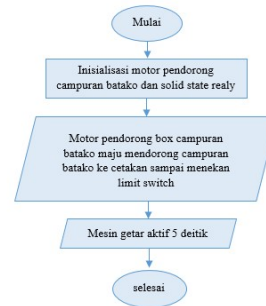 Mulai
Inisialisasi motor pendorong
campuran batako dan solid state realy
Motor pendorong box campuran
batako maju mendorong campuran
batako ke cetakan sampai menekan
limit switch
Mesin getar aktif 5 deitik
selesai